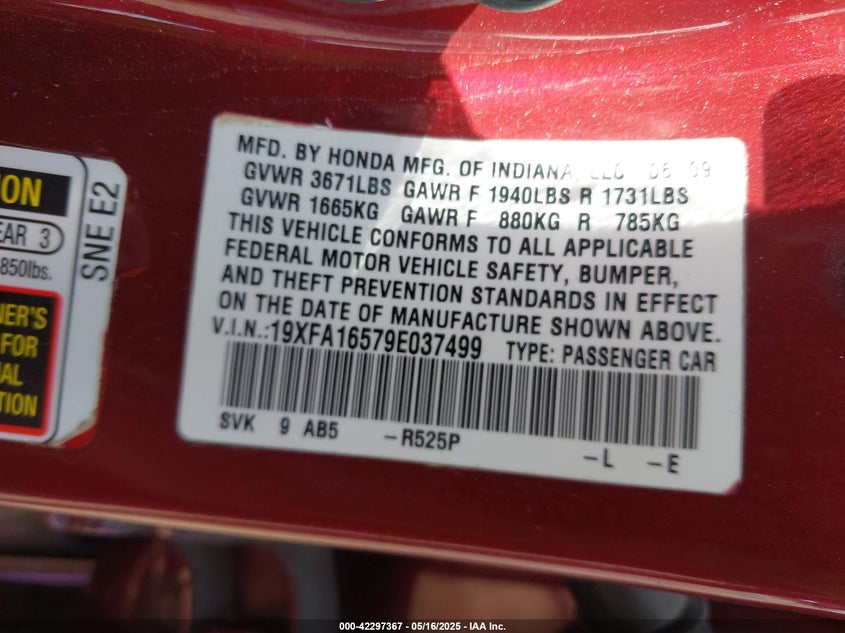 MFD. BY HONDA MFG. OF INDIANA, LLC 06 09
GVWR 3671LBS GAWR F 1940LBS R 1731LBS
GVWR 1665KG GAWR F 880KG R 785KG
THIS VEHICLE CONFORMS TO ALL APPLICABLE
FEDERAL MOTOR VEHICLE SAFETY, BUMPER,
AND THEFT PREVENTION STANDARDS IN EFFECT
ON THE DATE OF MANUFACTURE SHOWN ABOVE.
V.I.N.:19XFA16579E037499 TYPE: PASSENGER CAR
SVK 9 AB5 -R525P -L -E
ION
EAR 3
850lbs.
NER'S
FOR
AL
TION
SNE E2
000-42297367 - 05/16/2025 - IAA Inc.